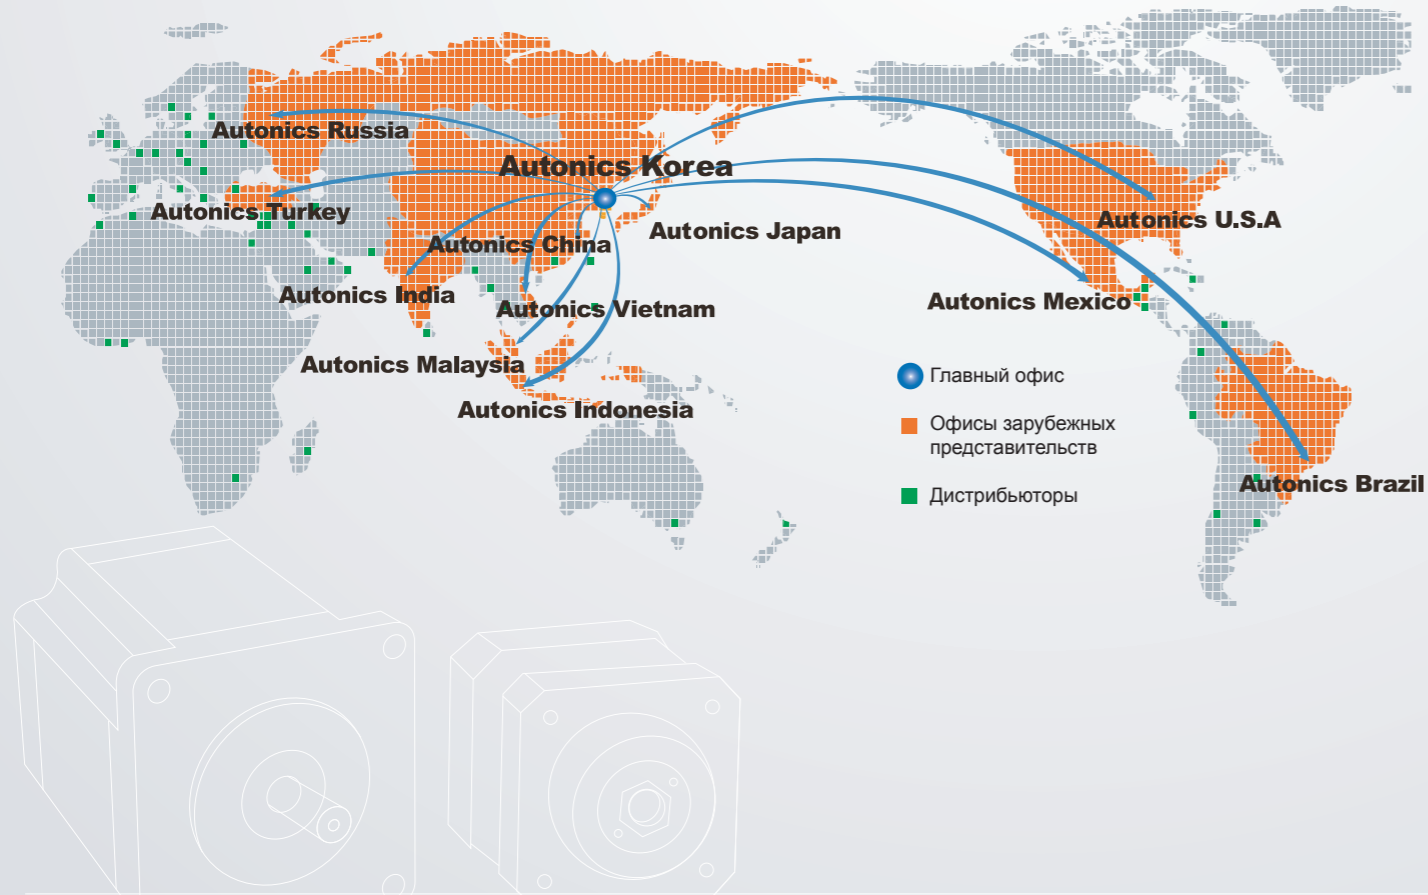 Autonics Russia
Autonics Korea
Autonics Turkey
Autonics U.S.A
Autonics Japan
Autonics China
Autonics India
Autonics Mexico
Autonics Vietnam
Autonics Malaysia
Главный офис
Autonics Indonesia
Офисы зарубежных
представительств
Autonics Brazil
Дистрибьюторы